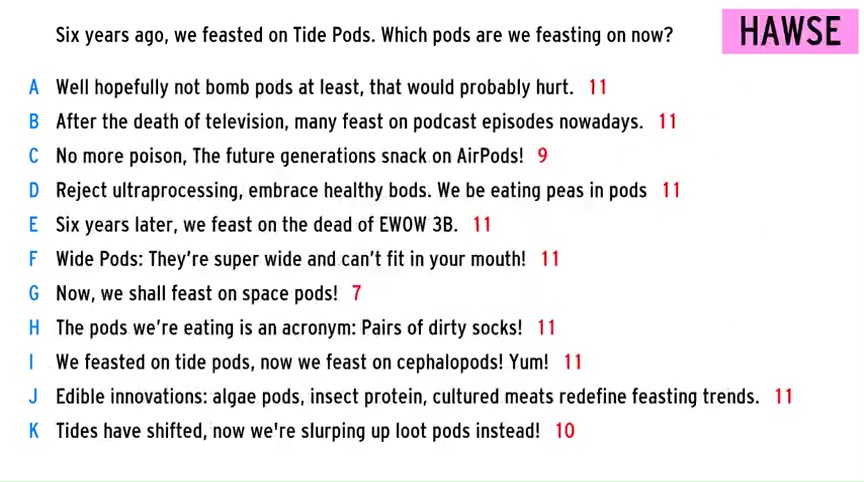 Six years ago, we feasted on Tide Pods. Which pods are we feasting on now?
HAWSE
A Well hopefully not bomb pods at least, that would probably hurt. 11
B After the death of television, many feast on podcast episodes nowadays. 11
C No more poison, The future generations snack on AirPods! 9
D Reject ultraprocessing, embrace healthy bods. We be eating peas in pods 11
E Six years later, we feast on the dead of EWOW 3B. 11
F Wide Pods: They're super wide and can't fit in your mouth! 11
G Now, we shall feast on space pods! 7
H The pods we're eating is an acronym: Pairs of dirty socks! 11
I We feasted on tide pods, now we feast on cephalopods! Yum! 11
J Edible innovations: algae pods, insect protein, cultured meats redefine feasting trends. 11
K Tides have shifted, now we're slurping up loot pods instead! 10